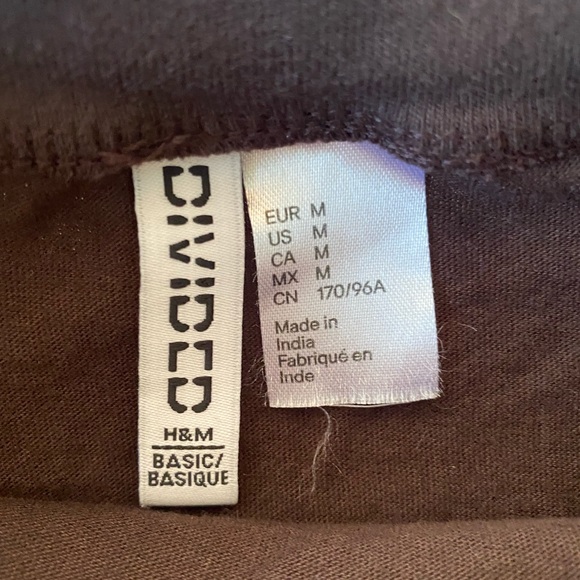 DIVIDED
H&M
BASIC/
BASIQUE
EUR M
US M
CA M
MX M
CN 170/96A
Made in
India
Fabriqué en
Inde